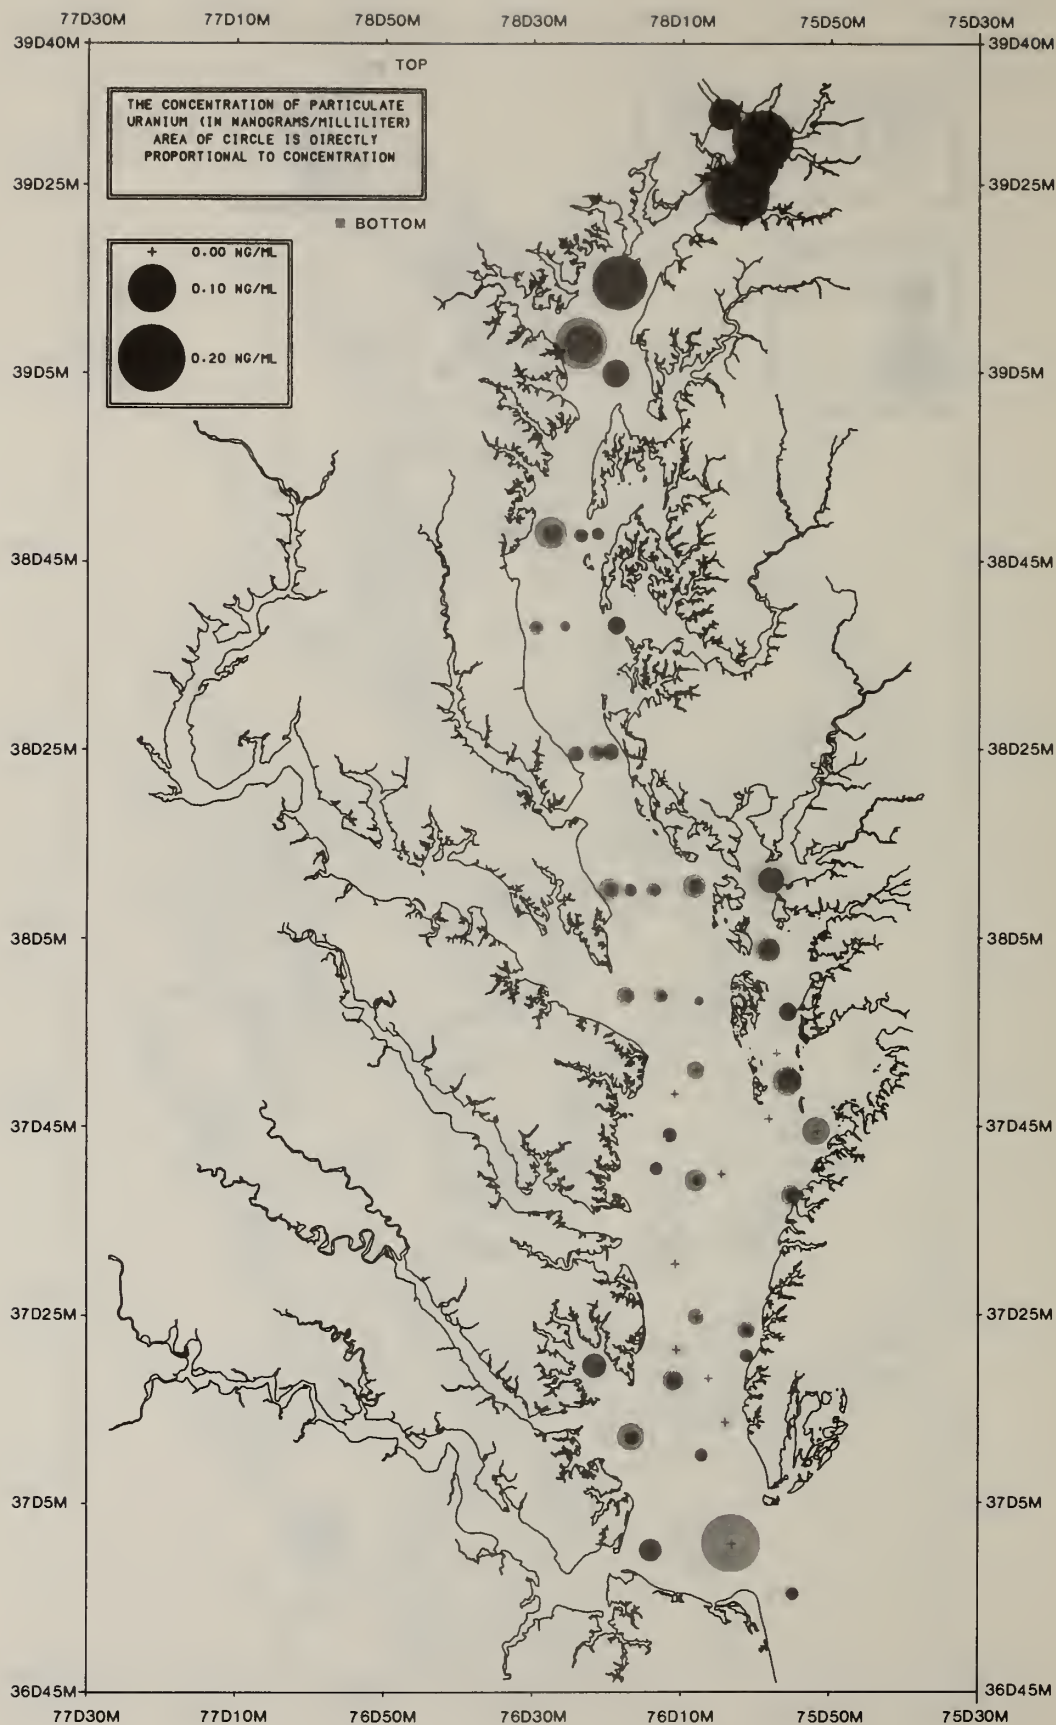 77D30M 77D10M 78D50M 78D30M 78D10M 75D50M 75D30M
39D40M 39D40M
TOP
THE CONCENTRATION OF PARTICULATE
URANIUM (IN NANOGRAMS/MILLILITER)
AREA OF CIRCLE IS DIRECTLY
PROPORTIONAL TO CONCENTRATION
39D25M 39D25M
BOTTOM
+ 0.00 NG/ML
0.10 NG/ML
0.20 NG/ML
39D5M 39D5M
38D45M 38D45M
38D25M 38D25M
38D5M 38D5M
37D45M 37D45M
37D25M 37D25M
37D5M 37D5M
36D45M 36D45M
77D30M 77D10M 76D50M 76D30M 76D10M 75D50M 75D30M